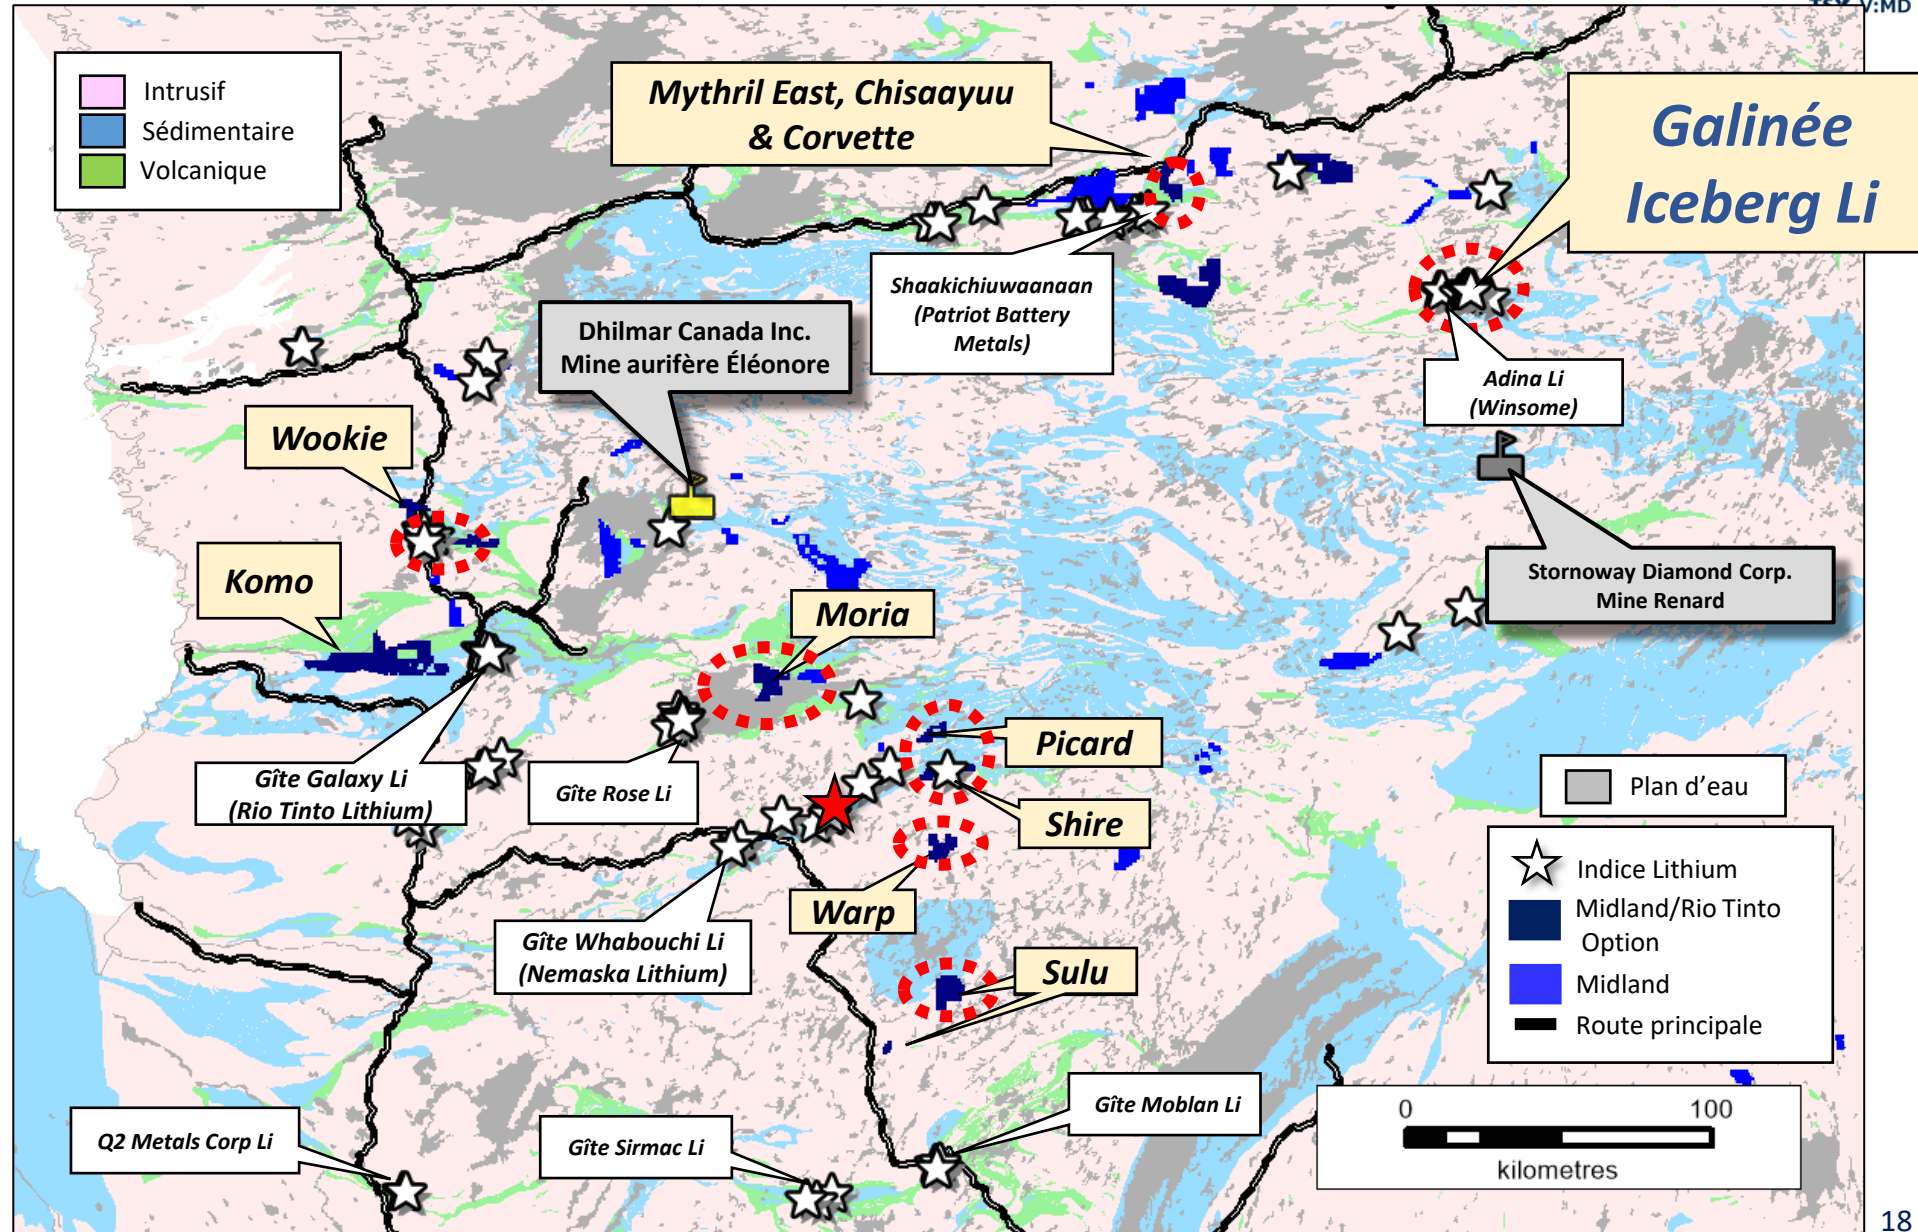 V:MD
Intrusif
Sédimentaire
Volcanique
Mythril East, Chisaayuu
& Corvette
Galinée
Iceberg Li
Shaakichiuwaanaan
(Patriot Battery
Metals)
Dhilmar Canada Inc.
Mine aurifère Éléonore
Adina Li
(Winsome)
Wookie
Stornoway Diamond Corp.
Mine Renard
Komo
Moria
Picard
Gîte Galaxy Li
(Rio Tinto Lithium)
Gîte Rose Li
Plan d'eau
Shire
Warp
Indice Lithium
Midland/Rio Tinto
Option
Midland
Route principale
Gîte Whabouchi Li
(Nemaska Lithium)
Sulu
Gîte Moblan Li
Q2 Metals Corp Li
Gîte Sirmac Li
0 100
kilometres
18